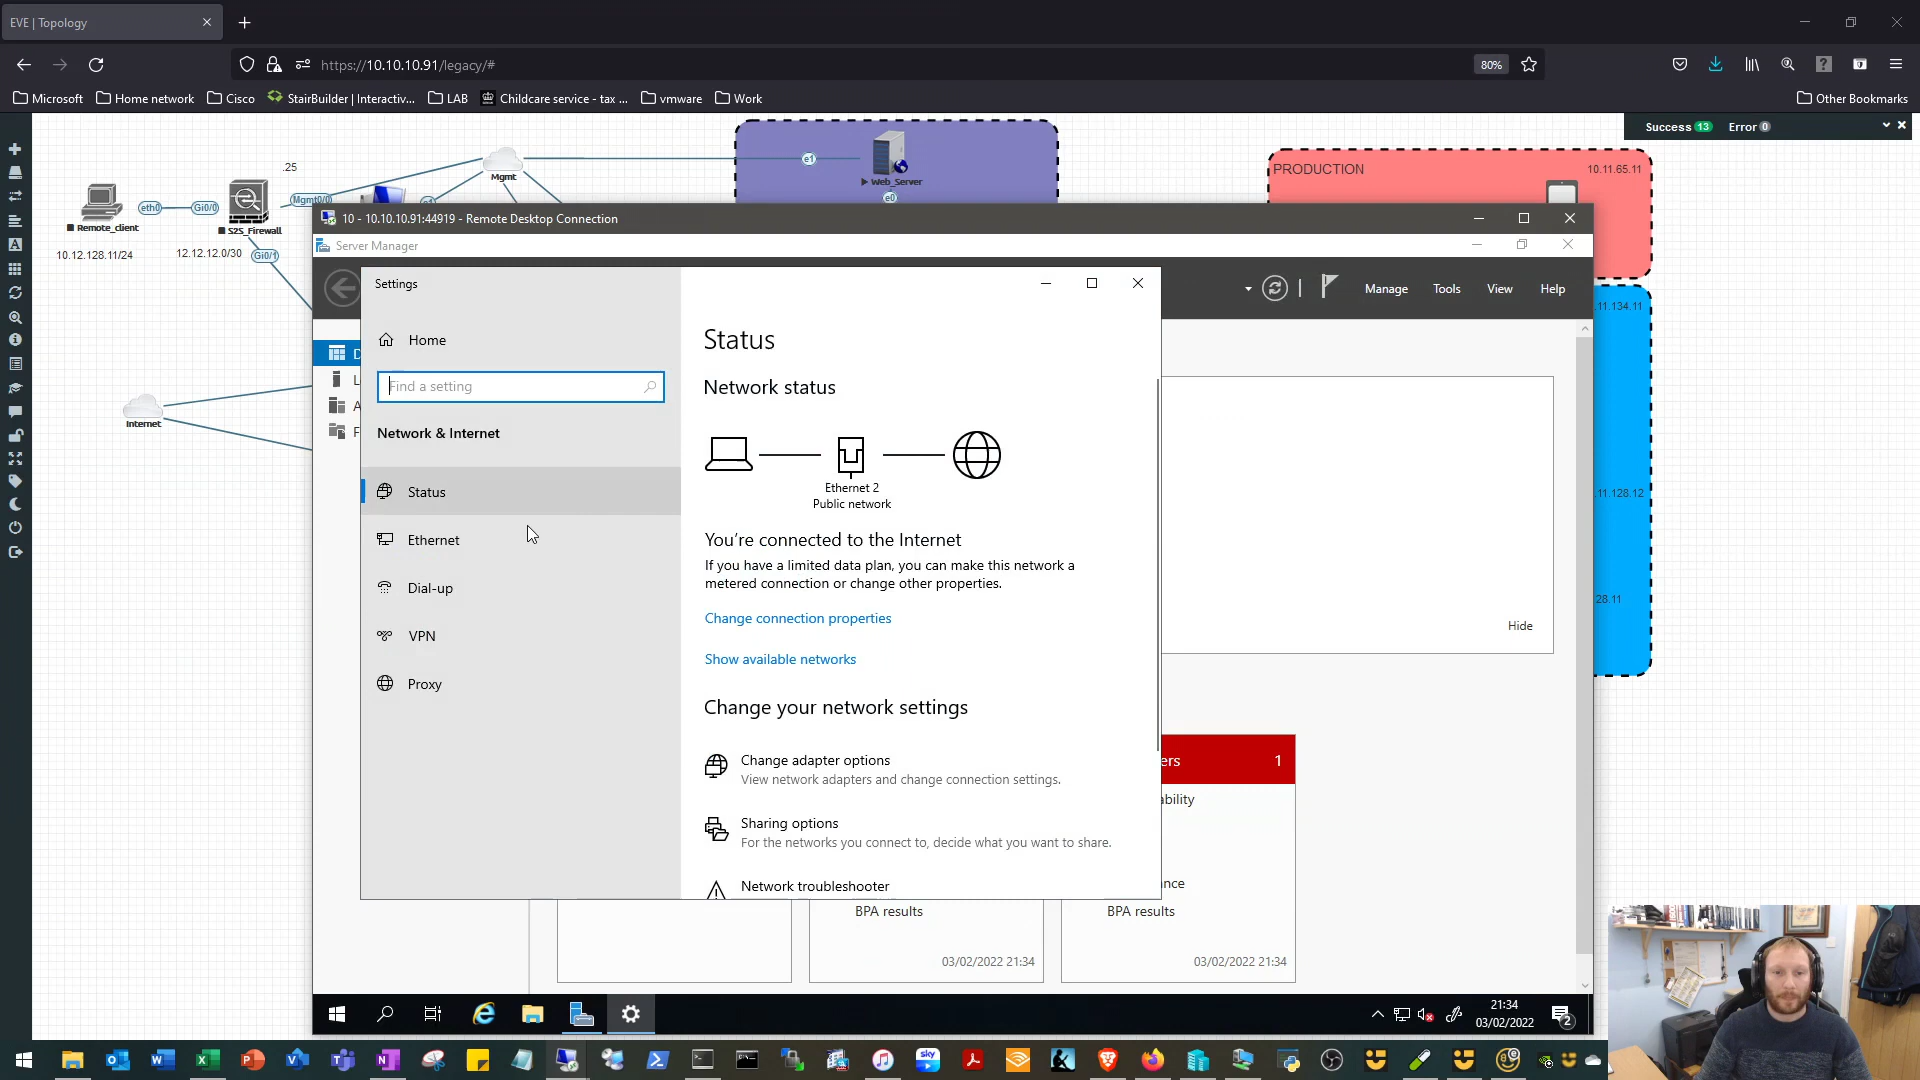 EVE | Topology
https://10.10.10.91/legacy/#
80%
Microsoft
Home network
Cisco
StairBuilder | Interactiv...
LAB
Childcare service - tax ...
vmware
Work
Other Bookmarks
Success 13 Error 0
.25
Mgmt
e1
Web_Server
e0
PRODUCTION
10.11.65.11
eth0
Gi0/0
Mgmt0/0
Remote_client
S2S_Firewall
10.12.128.11/24
12.12.12.0/30
Gi0/1
Internet
10 - 10.10.10.91:44919 - Remote Desktop Connection
Server Manager
Manage
Tools
View
Help
.11.134.11
.11.128.12
28.11
Settings
Home
Find a setting
Network & Internet
Status
Ethernet
Dial-up
VPN
Proxy
Status
Network status
Ethernet 2
Public network
You're connected to the Internet
If you have a limited data plan, you can make this network a
metered connection or change other properties.
Change connection properties
Show available networks
Change your network settings
Change adapter options
View network adapters and change connection settings.
Sharing options
For the networks you connect to, decide what you want to share.
Network troubleshooter
Hide
ers 1
ability
nce
BPA results
BPA results
03/02/2022 21:34
03/02/2022 21:34
21:34
03/02/2022
2